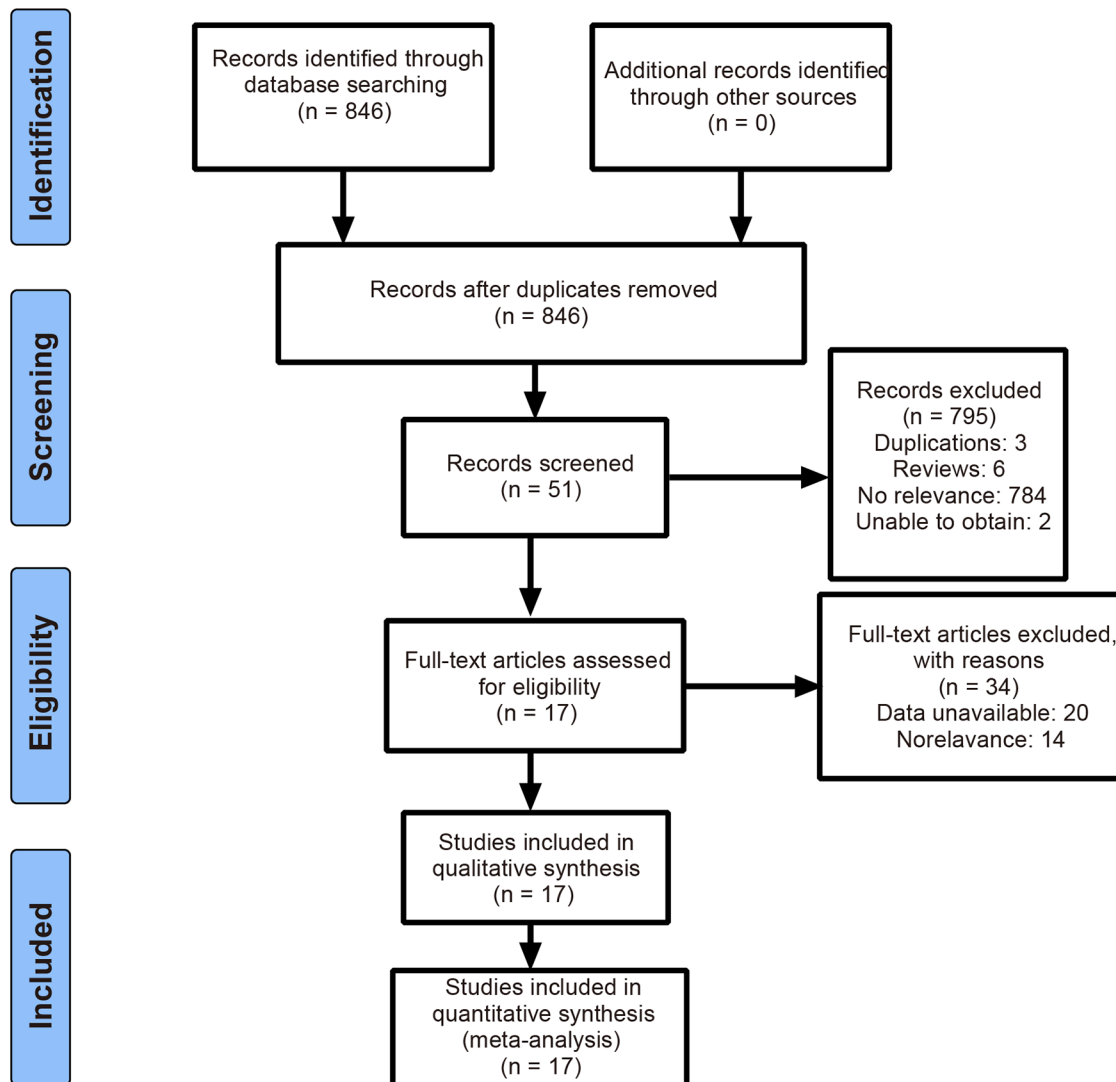 Identification
Records identified through
database searching
(n = 846)
Additional records identified
through other sources
(n = 0)
Records after duplicates removed
(n = 846)
Screening
Records screened
(n = 51)
Records excluded
(n = 795)
Duplications: 3
Reviews: 6
No relevance: 784
Unable to obtain: 2
Eligibility
Full-text articles assessed
for eligibility
(n = 17)
Full-text articles excluded,
with reasons
(n = 34)
Data unavailable: 20
Norelavance: 14
Included
Studies included in
qualitative synthesis
(n = 17)
Studies included in
quantitative synthesis
(meta-analysis)
(n = 17)